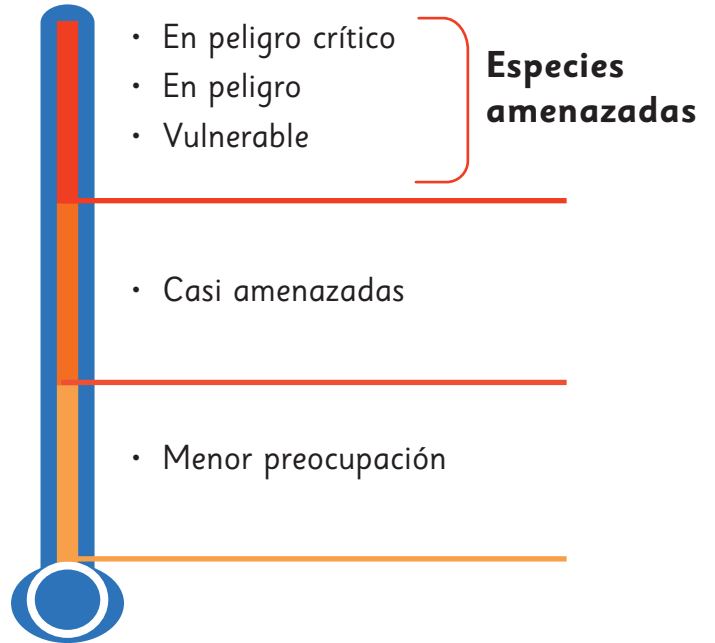 • En peligro crítico
• En peligro
• Vulnerable
Especies
amenazadas
• Casi amenazadas
• Menor preocupación